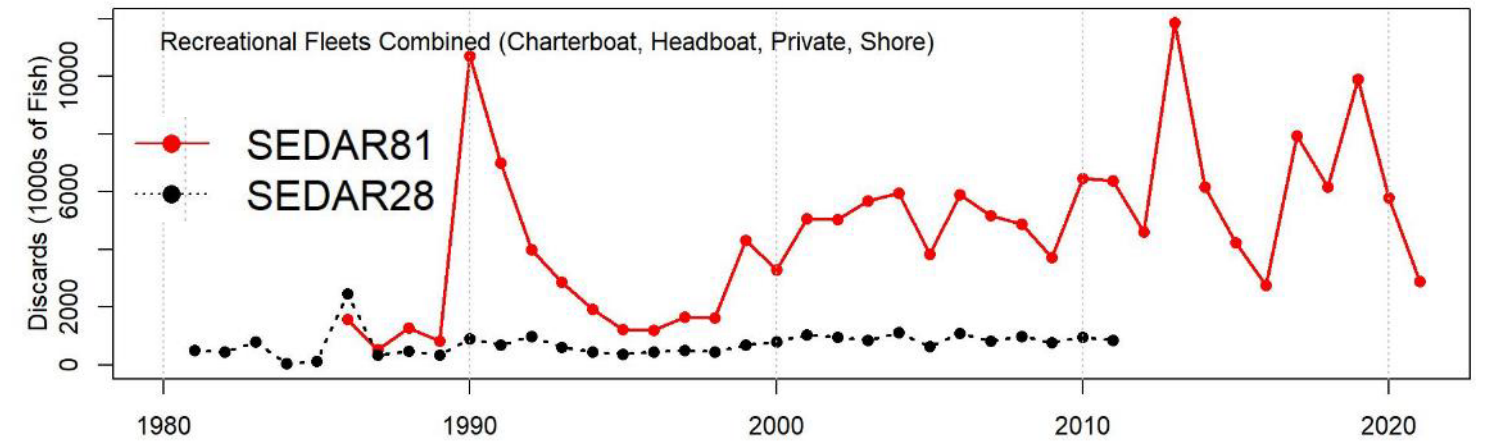 Recreational Fleets Combined (Charterboat, Headboat, Private, Shore)
SEDAR81
SEDAR28
Discards (1000s of Fish)
10000
6000
2000
0
1980 1990 2000 2010 2020